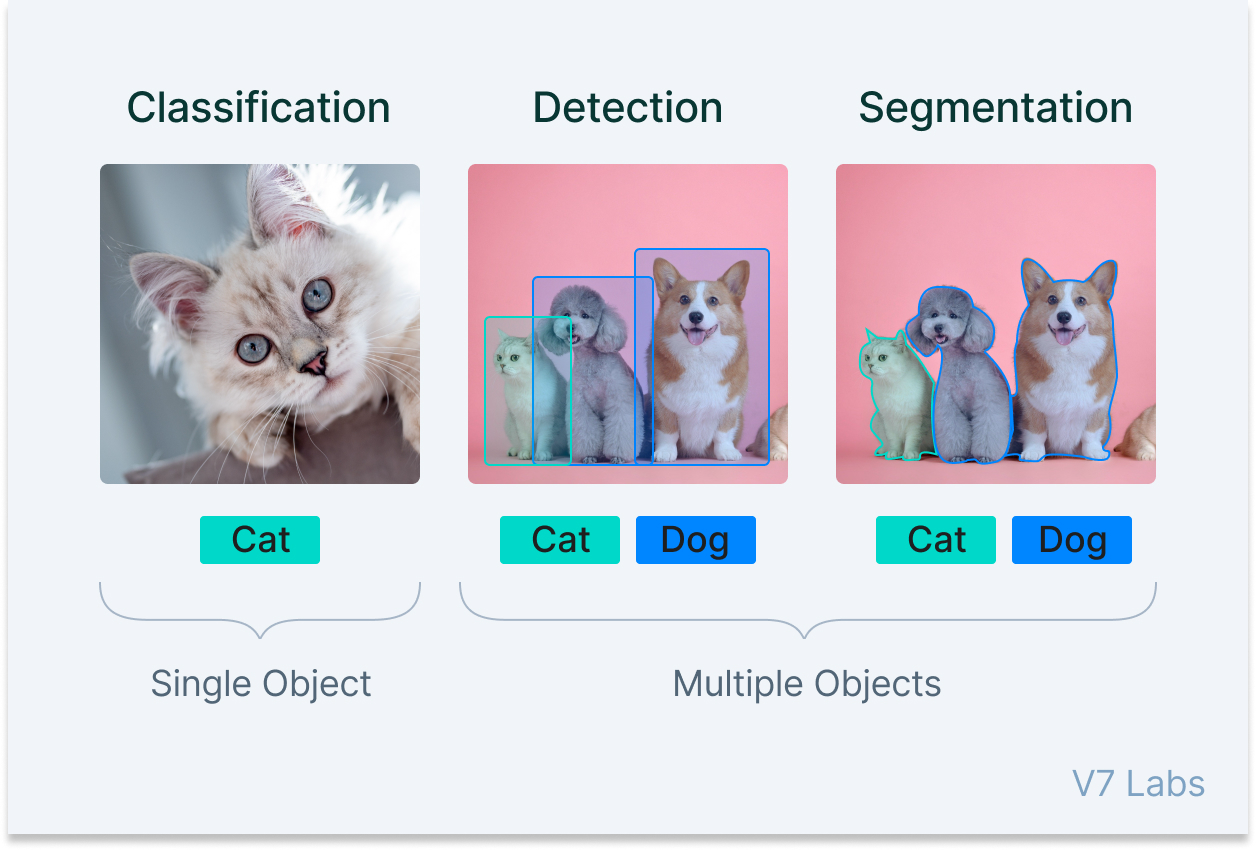 Classification
Detection
Segmentation
Cat
Cat
Dog
Cat
Dog
Single Object
Multiple Objects
V7 Labs